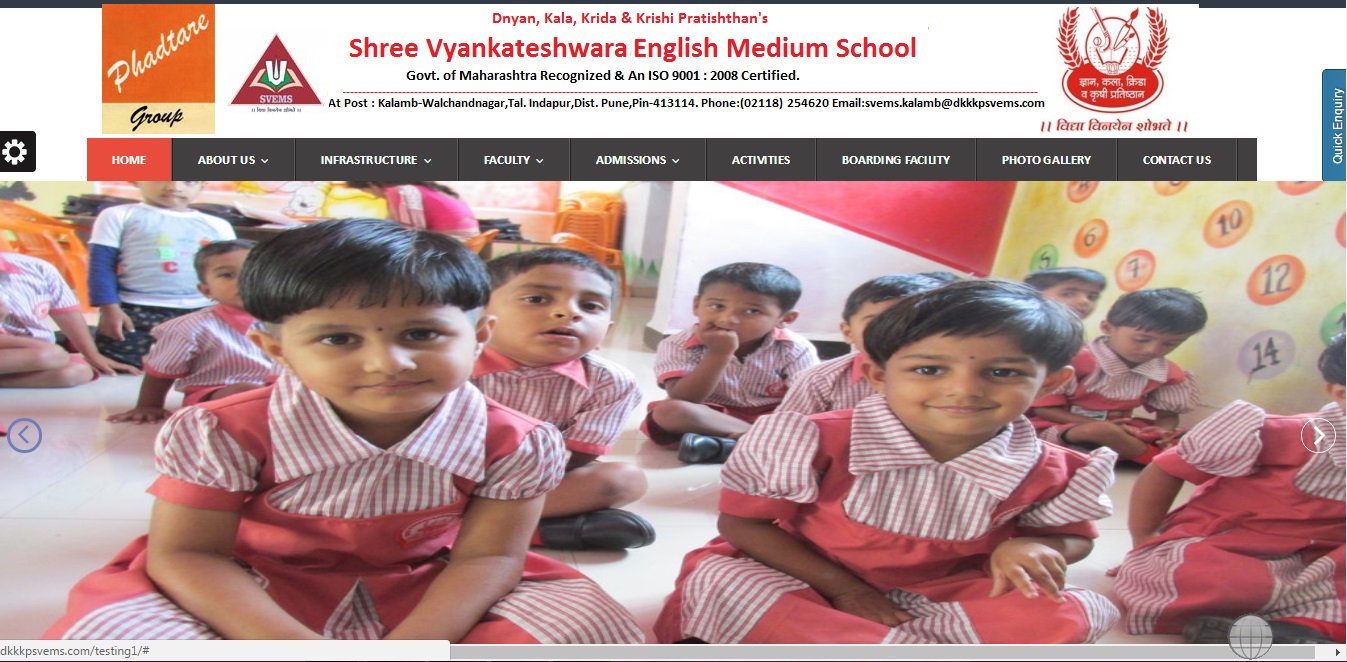 Phadtare
Group
SVEMS
Dnyan, Kala, Krida & Krishi Pratishthan's
Shree Vyankateshwara English Medium School
Govt. of Maharashtra Recognized & An ISO 9001 : 2008 Certified.
At Post : Kalamb-Walchandnagar,Tal. Indapur,Dist. Pune,Pin-413114. Phone:(02118) 254620 Email:svems.kalamb@dkkkpsvems.com
ज्ञान, कला, क्रिडा
व कृषी प्रतिष्ठान
।। विद्या विनयेन शोभते ।।
Quick Enquiry
HOME ABOUT US INFRASTRUCTURE FACULTY ADMISSIONS ACTIVITIES BOARDING FACILITY PHOTO GALLERY CONTACT US
8
10
6
5
12
14
A B
C
dkkkpsvems.com/testing1/#